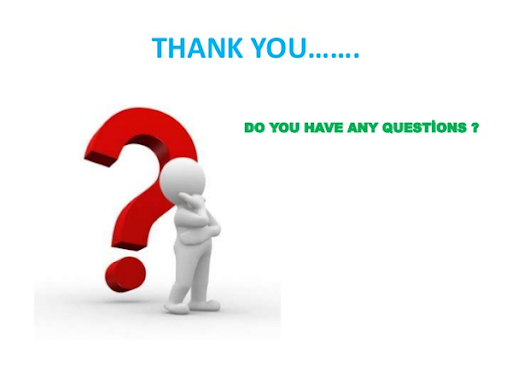 THANK YOU…….
DO YOU HAVE ANY QUESTİONS ?